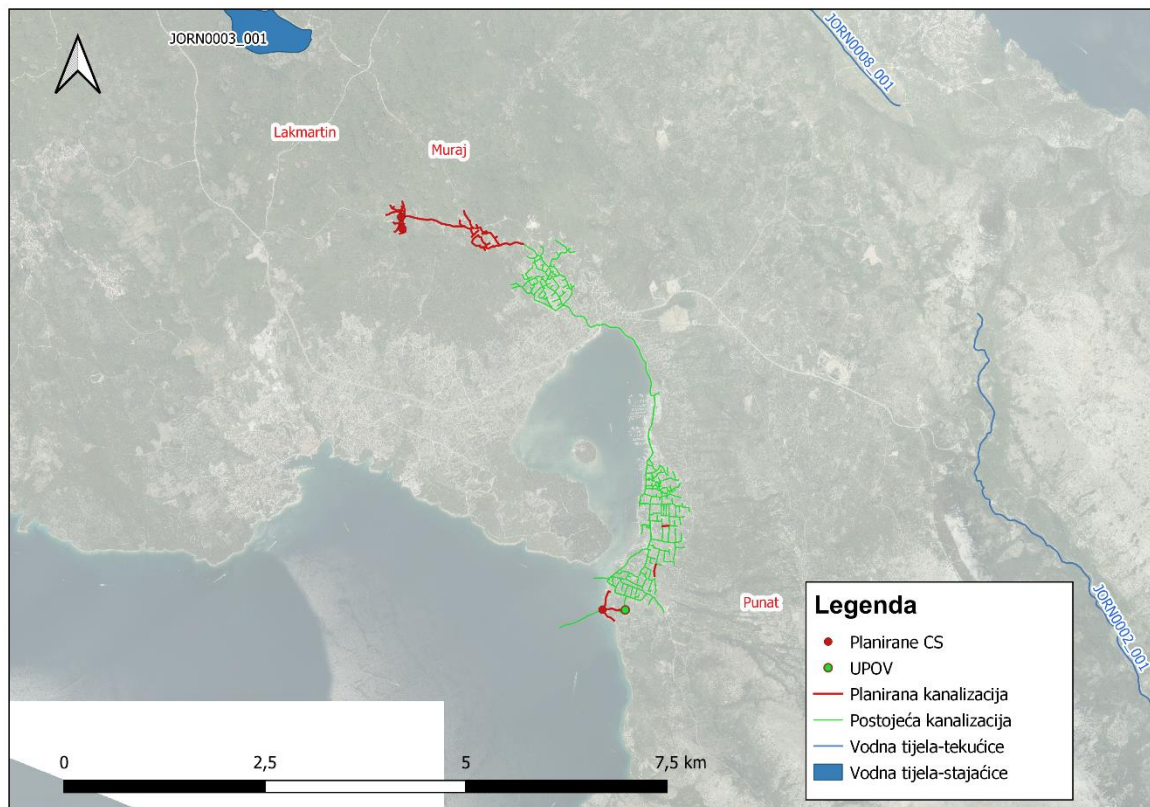 JORN0003_001
JORN0008_001
Lakmartin
Muraj
Punat
JORN0002_001
Legenda
Planirane CS
UPOV
Planirana kanalizacija
Postojeća kanalizacija
Vodna tijela-tekućice
Vodna tijela-stajaćice
0 2,5 5 7,5 km